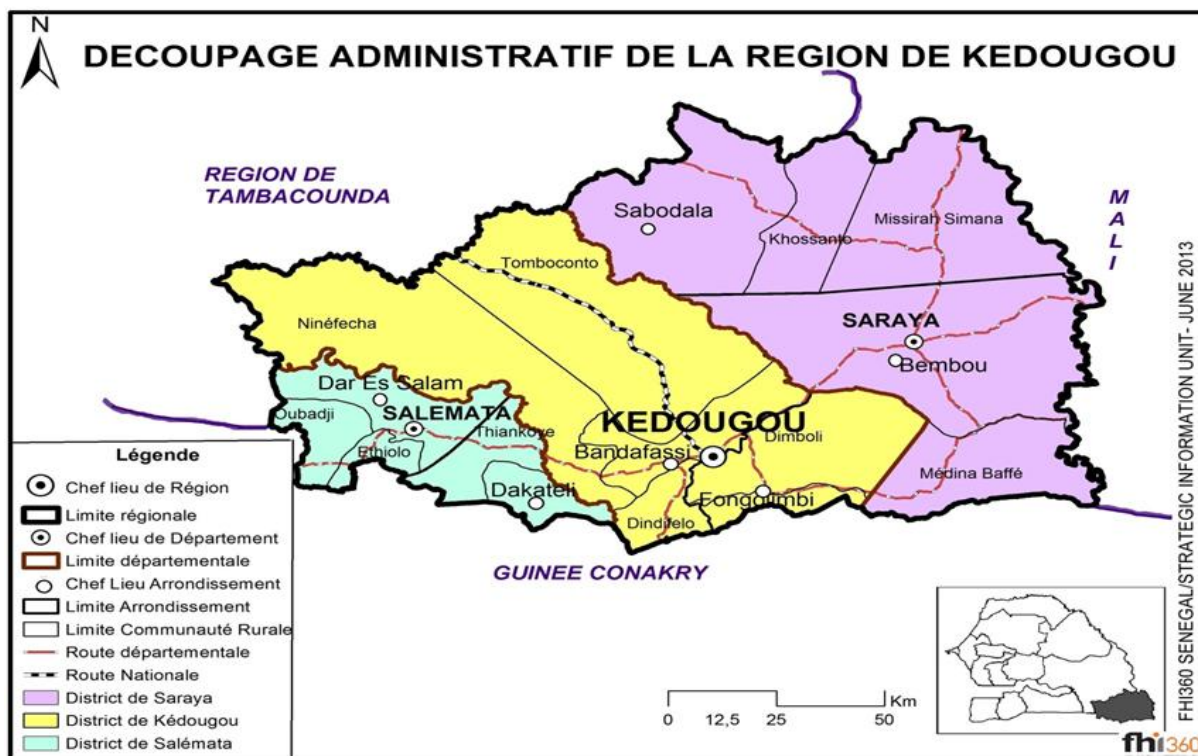 N
DECOUPAGE ADMINISTRATIF DE LA REGION DE KEDOUGOU
REGION DE
TAMBACOUNDA
MALI
Sabodala
Khossanto
Missirah Simana
Tomboconto
Ninéfecha
SARAYA
Bembou
Dar Es Salam
Oubadji
SALEMATA
Thiankoye
Ethiolo
KEDOUGOU
Dimboli
Bandafassi
Médina Baffé
Dakateli
Fongolimbi
Dindifelo
GUINEE CONAKRY
Légende
Chef lieu de Région
Limite régionale
Chef lieu de Département
Limite départementale
Chef Lieu Arrondissement
Limite Arrondissement
Limite Communauté Rurale
Route départementale
Route Nationale
District de Saraya
District de Kédougou
District de Salémata
Km
0 12,5 25 50
FHI360 SENEGAL/STRATEGIC INFORMATION UNIT- JUNE 2013
fhi360